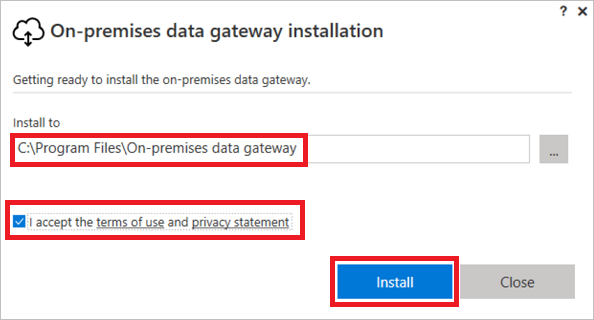 ? ×
On-premises data gateway installation
Getting ready to install the on-premises data gateway.
Install to
C:\Program Files\On-premises data gateway
...
I accept the terms of use and privacy statement
Install Close